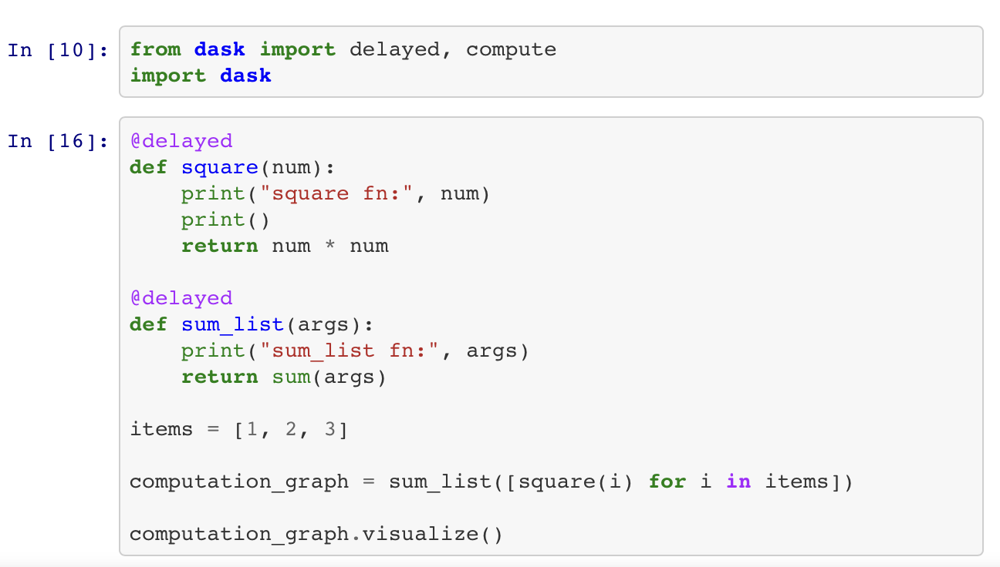 In [10]: from dask import delayed, compute
import dask
In [16]: @delayed
def square(num):
    print("square fn:", num)
    print()
    return num * num

@delayed
def sum_list(args):
    print("sum_list fn:", args)
    return sum(args)

items = [1, 2, 3]

computation_graph = sum_list([square(i) for i in items])

computation_graph.visualize()